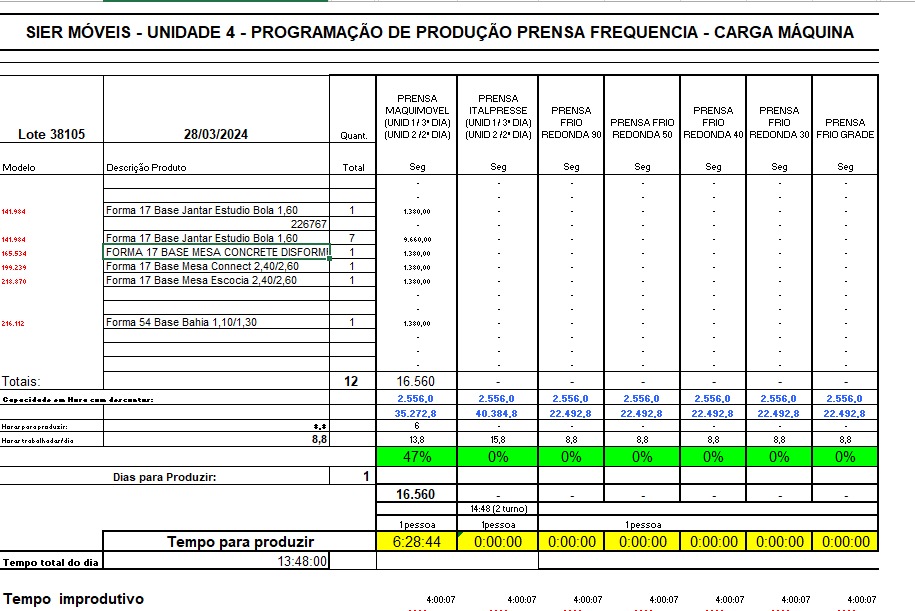 SIER MÓVEIS - UNIDADE 4 - PROGRAMAÇÃO DE PRODUÇÃO PRENSA FREQUENCIA - CARGA MÁQUINA
Lote 38105 28/03/2024 Quant. PRENSA MAQUIMOVEL (UNID 1 / 3ª DIA) (UNID 2 /2ª DIA) PRENSA ITALPRESSE (UNID 1 / 3ª DIA) (UNID 2 /2ª DIA) PRENSA FRIO REDONDA 90 PRENSA FRIO REDONDA 50 PRENSA FRIO REDONDA 40 PRENSA FRIO REDONDA 30 PRENSA FRIO GRADE
Modelo Descrição Produto Total Seg Seg Seg Seg Seg Seg Seg
- - - - - - -
- - - - - - -
141.984 Forma 17 Base Jantar Estudio Bola 1,60 1 1.380,00 - - - - - -
226767 - - - - - - -
141.984 Forma 17 Base Jantar Estudio Bola 1,60 7 9.660,00 - - - - - -
165.534 FORMA 17 BASE MESA CONCRETE DISFORM 1 1.380,00 - - - - - -
199.239 Forma 17 Base Mesa Connect 2,40/2,60 1 1.380,00 - - - - - -
218.870 Forma 17 Base Mesa Escocia 2,40/2,60 1 1.380,00 - - - - - -
- - - - - - -
- - - - - - -
216.112 Forma 54 Base Bahia 1,10/1,30 1 1.380,00 - - - - - -
- - - - - - -
- - - - - - -
- - - - - - -
Totais: 12 16.560 - - - - - -
Capacidade em Hora com descontar: 2.556,0 2.556,0 2.556,0 2.556,0 2.556,0 2.556,0 2.556,0
35.272,8 40.384,8 22.492,8 22.492,8 22.492,8 22.492,8 22.492,8
Horas para produzir: 8,8 6 - - - - - -
Horas trabalhadas/dia 8,8 13,8 15,8 8,8 8,8 8,8 8,8 8,8
47% 0% 0% 0% 0% 0% 0%
Dias para Produzir: 1
16.560 - - - - - -
14:48 (2 turno)
1 pessoa 1pessoa 1 pessoa
Tempo para produzir 6:28:44 0:00:00 0:00:00 0:00:00 0:00:00 0:00:00 0:00:00
Tempo total do dia 13:48:00
Tempo improdutivo 4:00:07 4:00:07 4:00:07 4:00:07 4:00:07 4:00:07 4:00:07